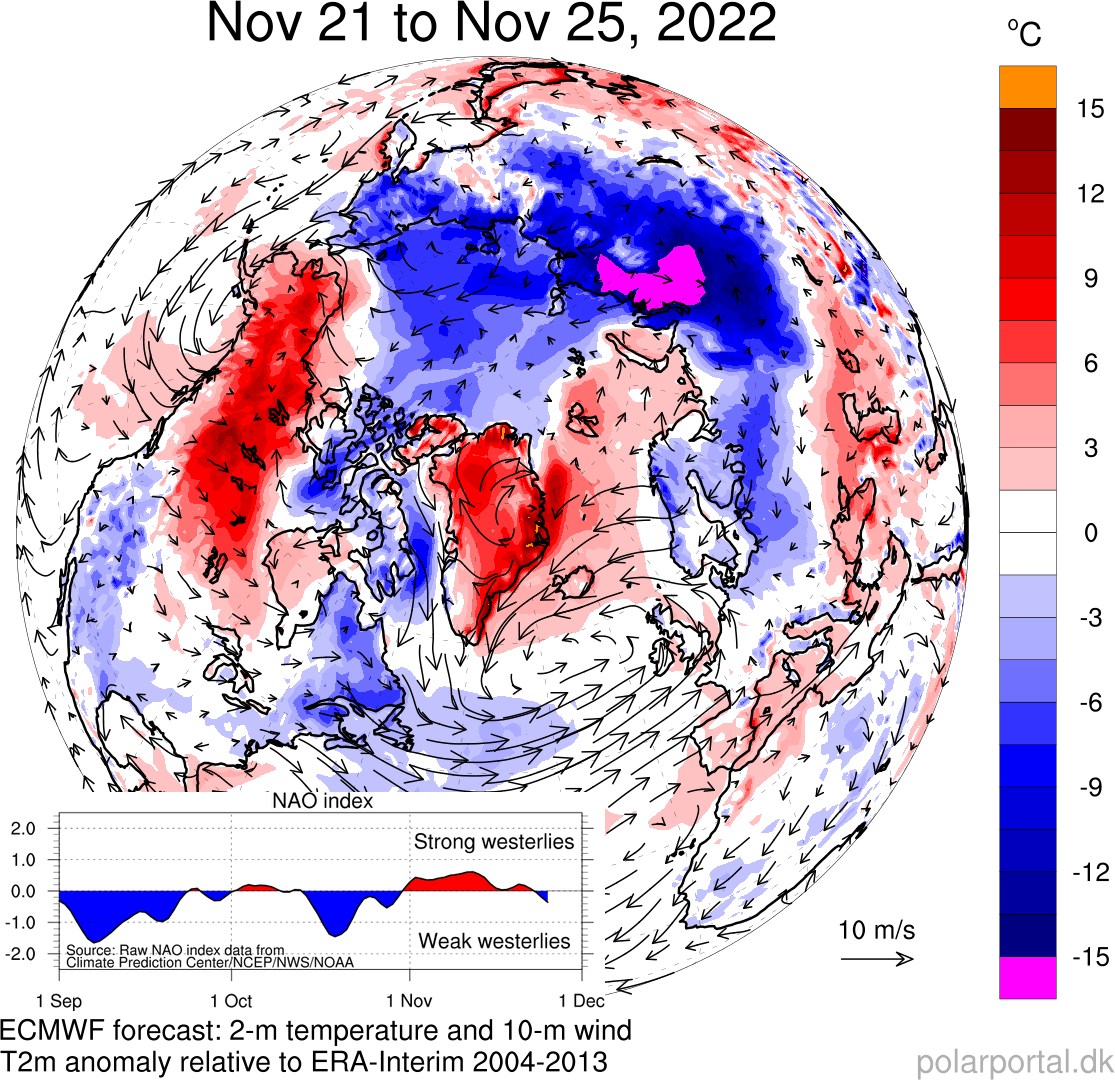 Nov 21 to Nov 25, 2022
°C
15
12
9
6
3
0
-3
-6
-9
-12
-15
NAO index
2.0
1.0
0.0
-1.0
-2.0
Strong westerlies
Weak westerlies
Source: Raw NAO index data from
Climate Prediction Center/NCEP/NWS/NOAA
1 Sep 1 Oct 1 Nov 1 Dec
10 m/s
ECMWF forecast: 2-m temperature and 10-m wind
T2m anomaly relative to ERA-Interim 2004-2013
polarportal.dk